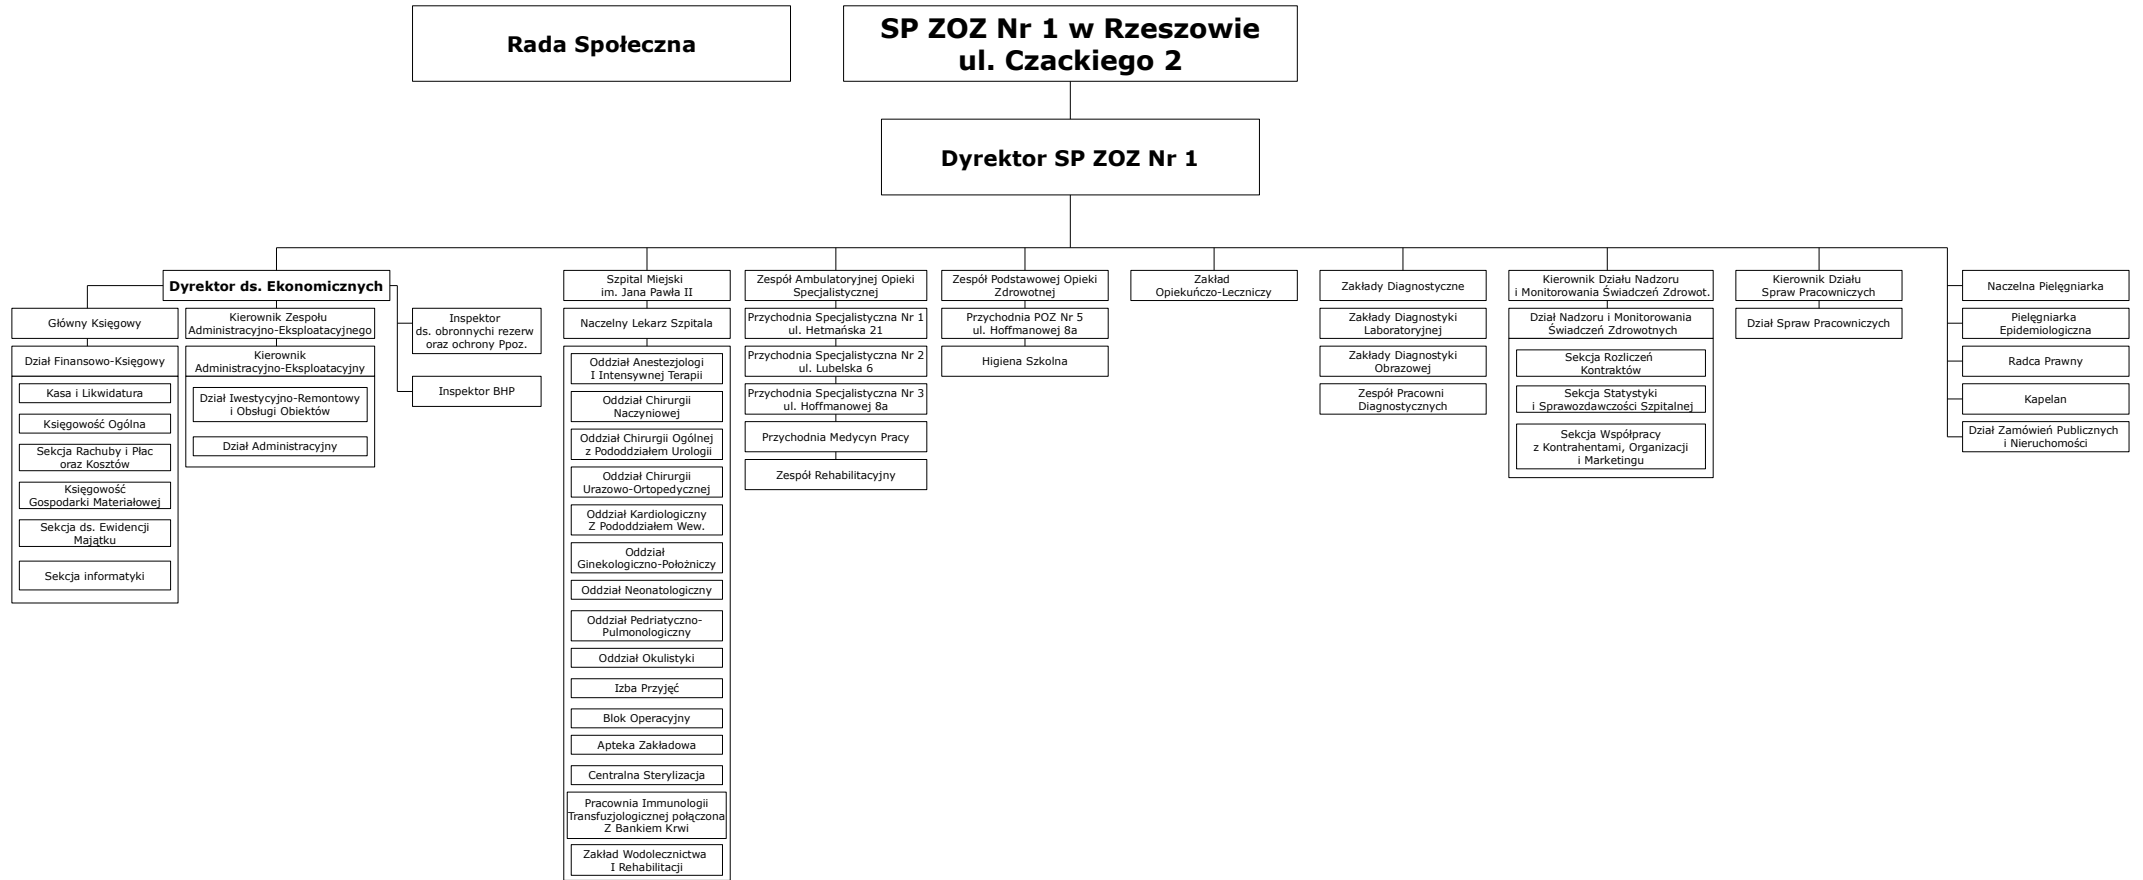 Rada Społeczna
SP ZOZ Nr 1 w Rzeszowie
ul. Czackiego 2
Dyrektor SP ZOZ Nr 1
Dyrektor ds. Ekonomicznych
Główny Księgowy
Dział Finansowo-Księgowy
Kasa i Likwidatura
Księgowość Ogólna
Sekcja Rachuby i Płac
oraz Kosztów
Księgowość
Gospodarki Materiałowej
Sekcja ds. Ewidencji
Majątku
Sekcja informatyki
Kierownik Zespołu
Administracyjno-Eksploatacyjnego
Kierownik
Administracyjno-Eksploatacyjny
Dział Iwestycyjno-Remontowy
i Obsługi Obiektów
Dział Administracyjny
Inspektor
ds. obronnychi rezerw
oraz ochrony Ppoz.
Inspektor BHP
Szpital Miejski
im. Jana Pawła II
Naczelny Lekarz Szpitala
Oddział Anestezjologi
I Intensywnej Terapii
Oddział Chirurgii
Naczyniowej
Oddział Chirurgii Ogólnej
z Pododdziałem Urologii
Oddział Chirurgii
Urazowo-Ortopedycznej
Oddział Kardiologiczny
Z Pododdziałem Wew.
Oddział
Ginekologiczno-Położniczy
Oddział Neonatologiczny
Oddział Pedriatyczno-
Pulmonologiczny
Oddział Okulistyki
Izba Przyjęć
Blok Operacyjny
Apteka Zakładowa
Centralna Sterylizacja
Pracownia Immunologii
Transfuzjologicznej połączona
Z Bankiem Krwi
Zakład Wodolecznictwa
I Rehabilitacji
Zespół Ambulatoryjnej Opieki
Specjalistycznej
Przychodnia Specjalistyczna Nr 1
ul. Hetmańska 21
Przychodnia Specjalistyczna Nr 2
ul. Lubelska 6
Przychodnia Specjalistyczna Nr 3
ul. Hoffmanowej 8a
Przychodnia Medycyn Pracy
Zespół Rehabilitacyjny
Zespół Podstawowej Opieki
Zdrowotnej
Przychodnia POZ Nr 5
ul. Hoffmanowej 8a
Higiena Szkolna
Zakład
Opiekuńczo-Leczniczy
Zakłady Diagnostyczne
Zakłady Diagnostyki
Laboratoryjnej
Zakłady Diagnostyki
Obrazowej
Zespół Pracowni
Diagnostycznych
Kierownik Działu Nadzoru
i Monitorowania Świadczeń Zdrowot.
Dział Nadzoru i Monitorowania
Świadczeń Zdrowotnych
Sekcja Rozliczeń
Kontraktów
Sekcja Statystyki
i Sprawozdawczości Szpitalnej
Sekcja Współpracy
z Kontrahentami, Organizacji
i Marketingu
Kierownik Działu
Spraw Pracowniczych
Dział Spraw Pracowniczych
Naczelna Pielęgniarka
Pielęgniarka
Epidemiologiczna
Radca Prawny
Kapelan
Dział Zamówień Publicznych
i Nieruchomości